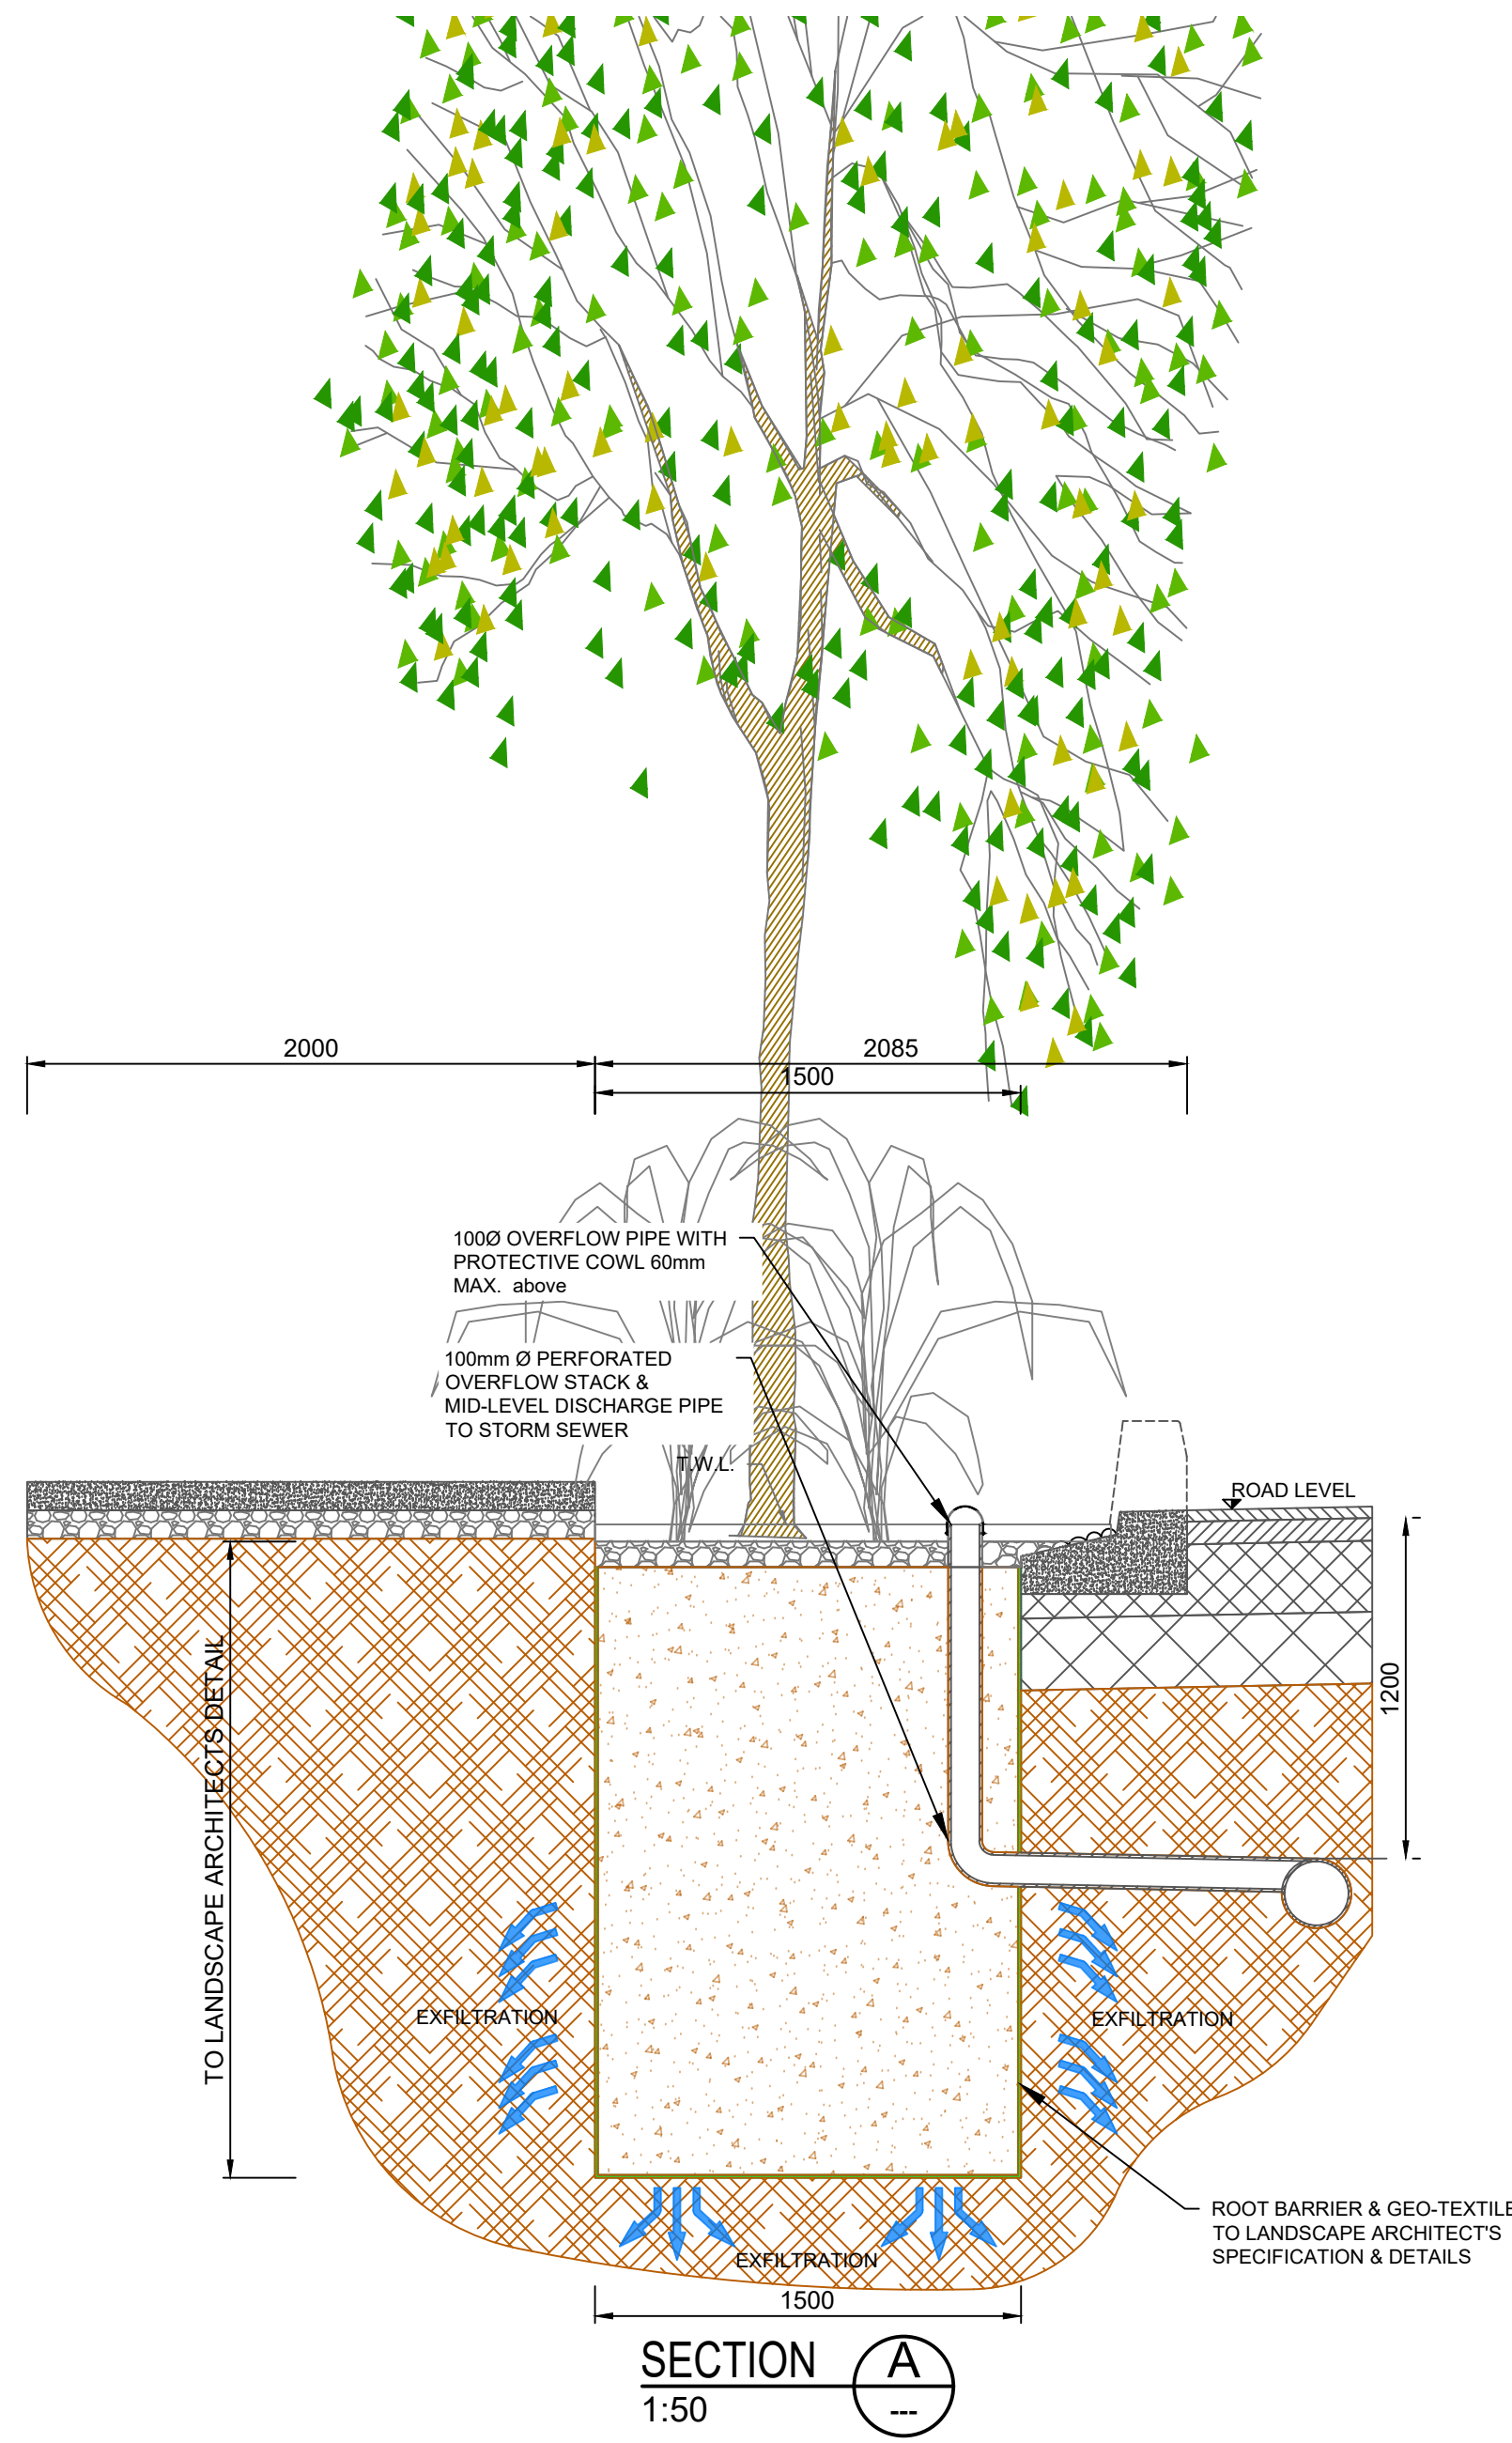 2000
2085
1500
100Ø OVERFLOW PIPE WITH
PROTECTIVE COWL 60mm
MAX. above
100mm Ø PERFORATED
OVERFLOW STACK &
MID-LEVEL DISCHARGE PIPE
TO STORM SEWER
T.W.L.
ROAD LEVEL
1200
TO LANDSCAPE ARCHITECTS DETAIL
EXFILTRATION
EXFILTRATION
ROOT BARRIER & GEO-TEXTILE
TO LANDSCAPE ARCHITECT'S
SPECIFICATION & DETAILS
EXFILTRATION
1500
SECTION
A
1:50
---